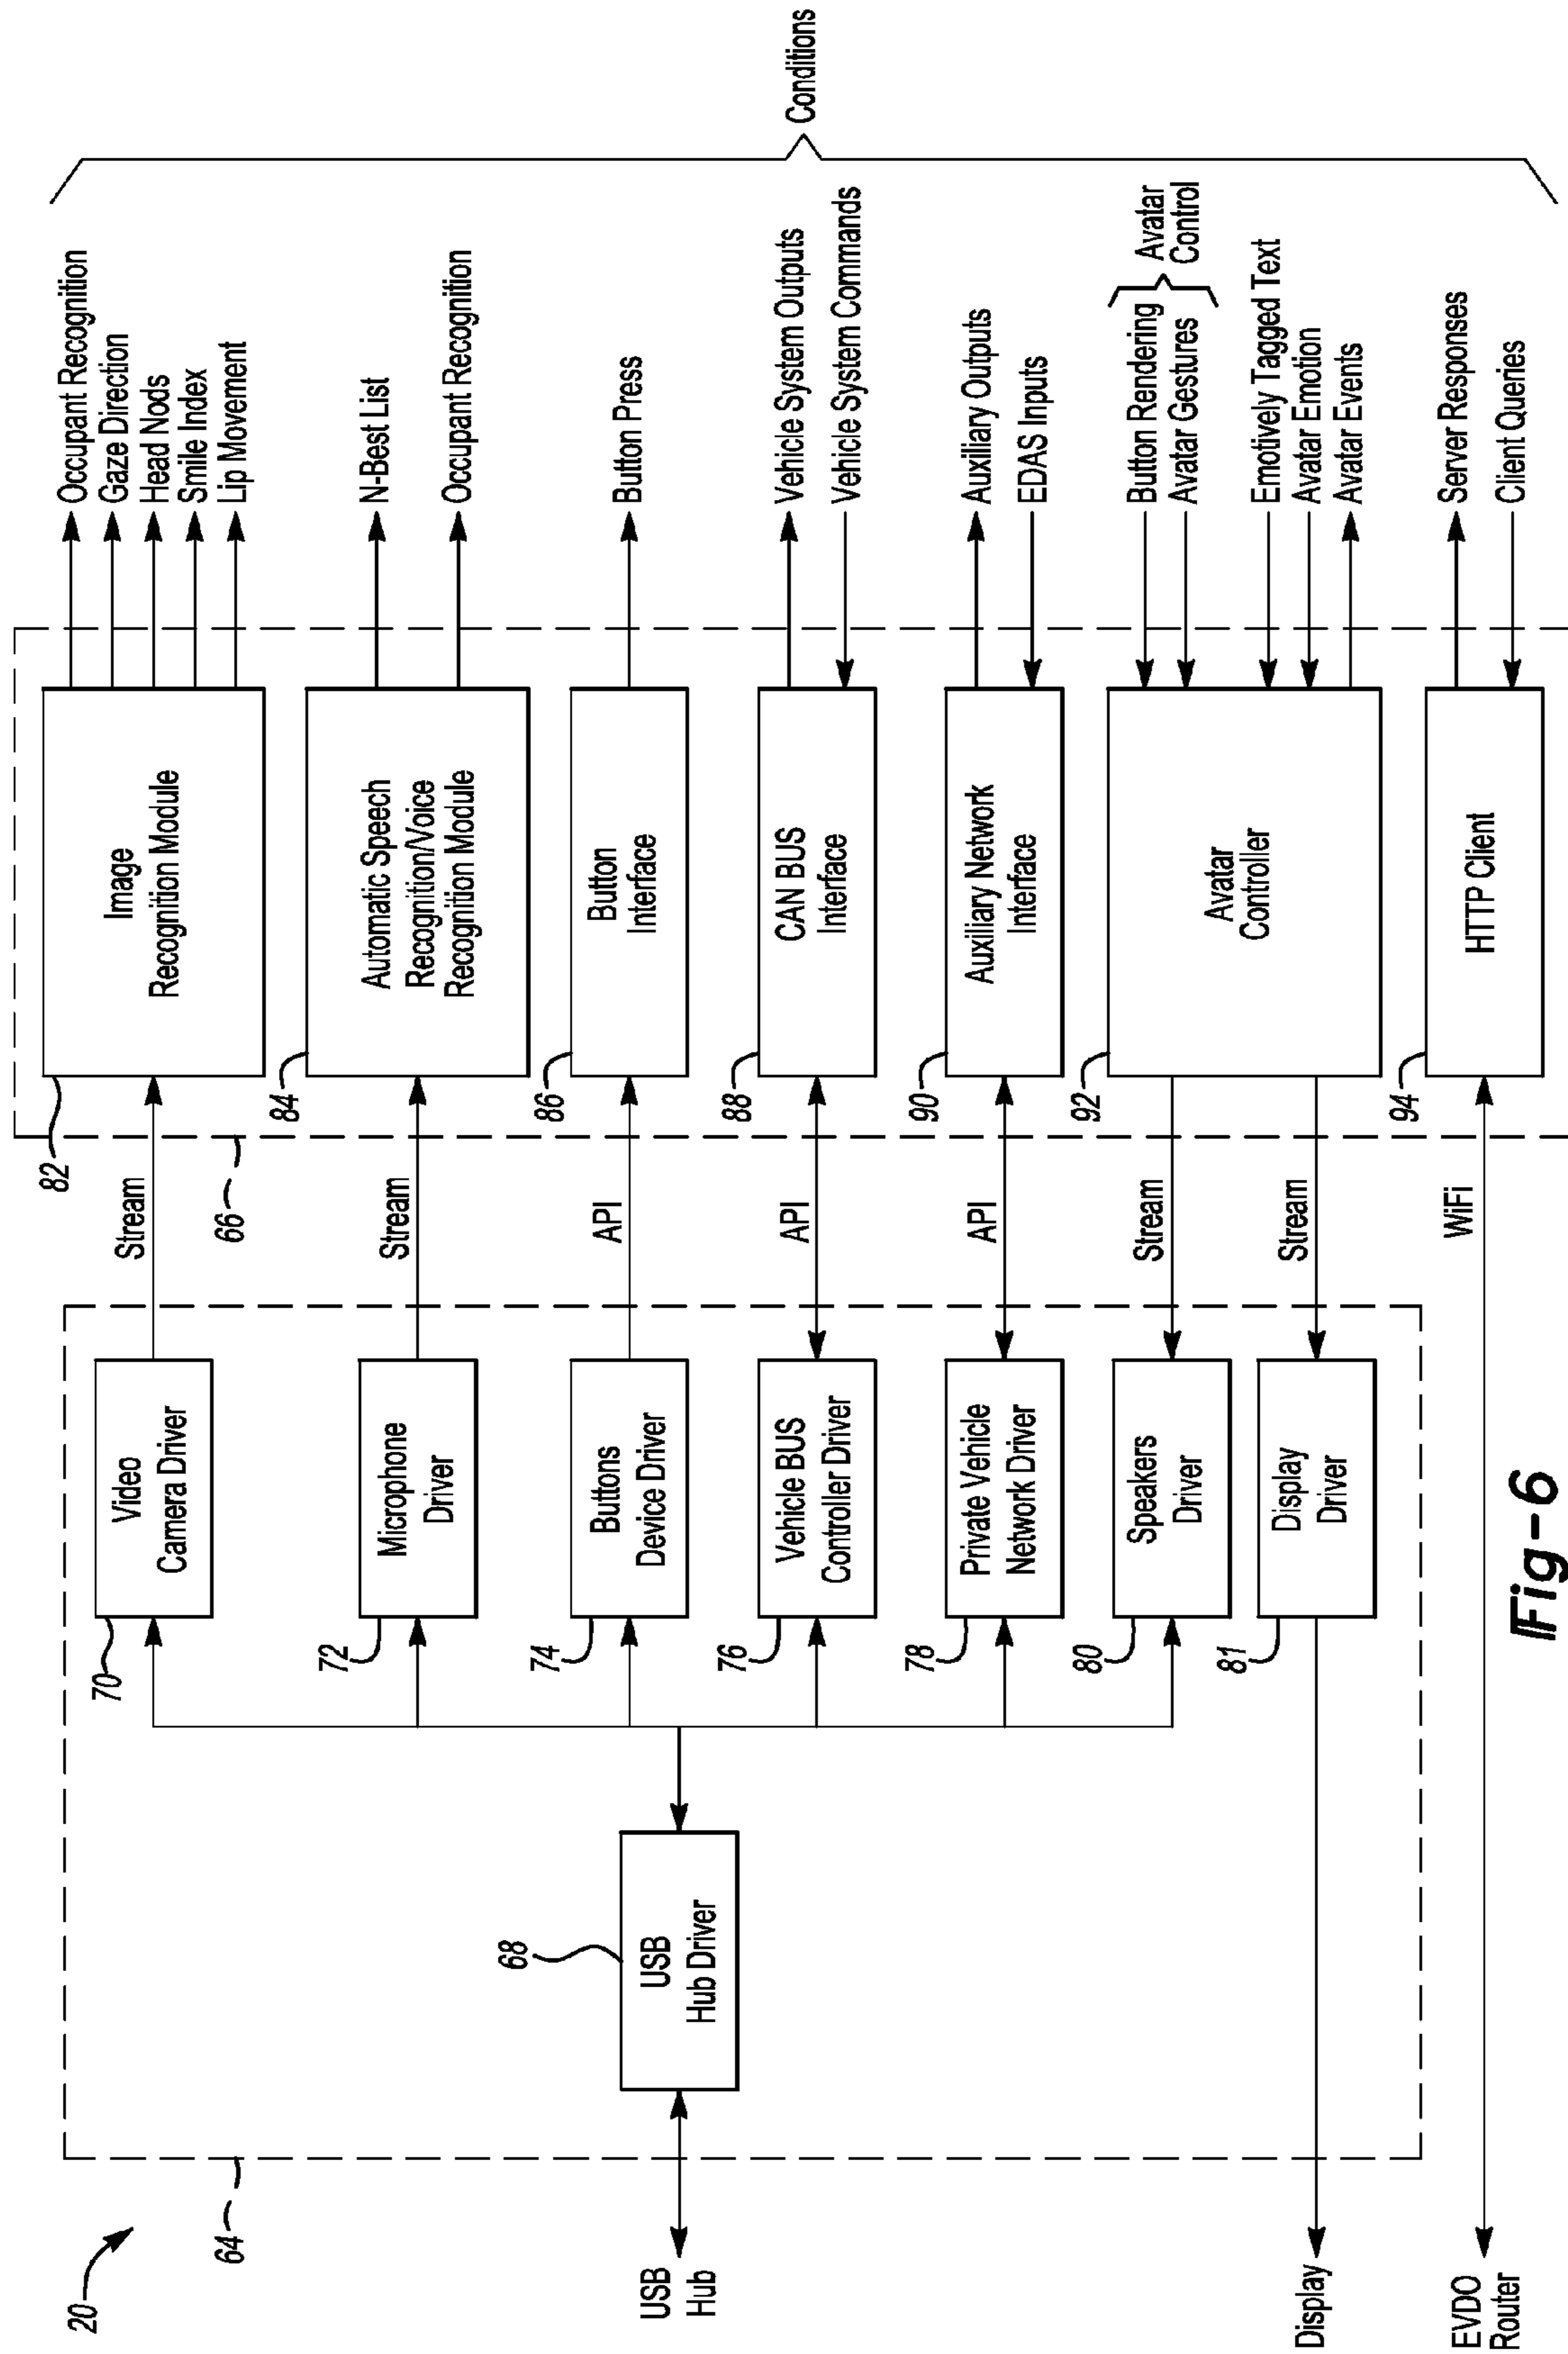 20
64
USB
Hub
Display
EVDO
Router
68
USB
Hub Driver
70
Video
Camera Driver
72
Microphone
Driver
74
Buttons
Device Driver
76
Vehicle BUS
Controller Driver
78
Private Vehicle
Network Driver
80
Speakers
Driver
81
Display
Driver
Stream
Stream
API
API
API
Stream
Stream
WiFi
66
82
Image
Recognition Module
84
Automatic Speech
Recognition/Voice
Recognition Module
86
Button
Interface
88
CAN BUS
Interface
90
Auxiliary Network
Interface
92
Avatar
Controller
94
HTTP Client
Occupant Recognition
Gaze Direction
Head Nods
Smile Index
Lip Movement
N-Best List
Occupant Recognition
Button Press
Vehicle System Outputs
Vehicle System Commands
Auxiliary Outputs
EDAS Inputs
Button Rendering
Avatar Gestures
Avatar
Control
Emotively Tagged Text
Avatar Emotion
Avatar Events
Server Responses
Client Queries
Conditions
Fig-6